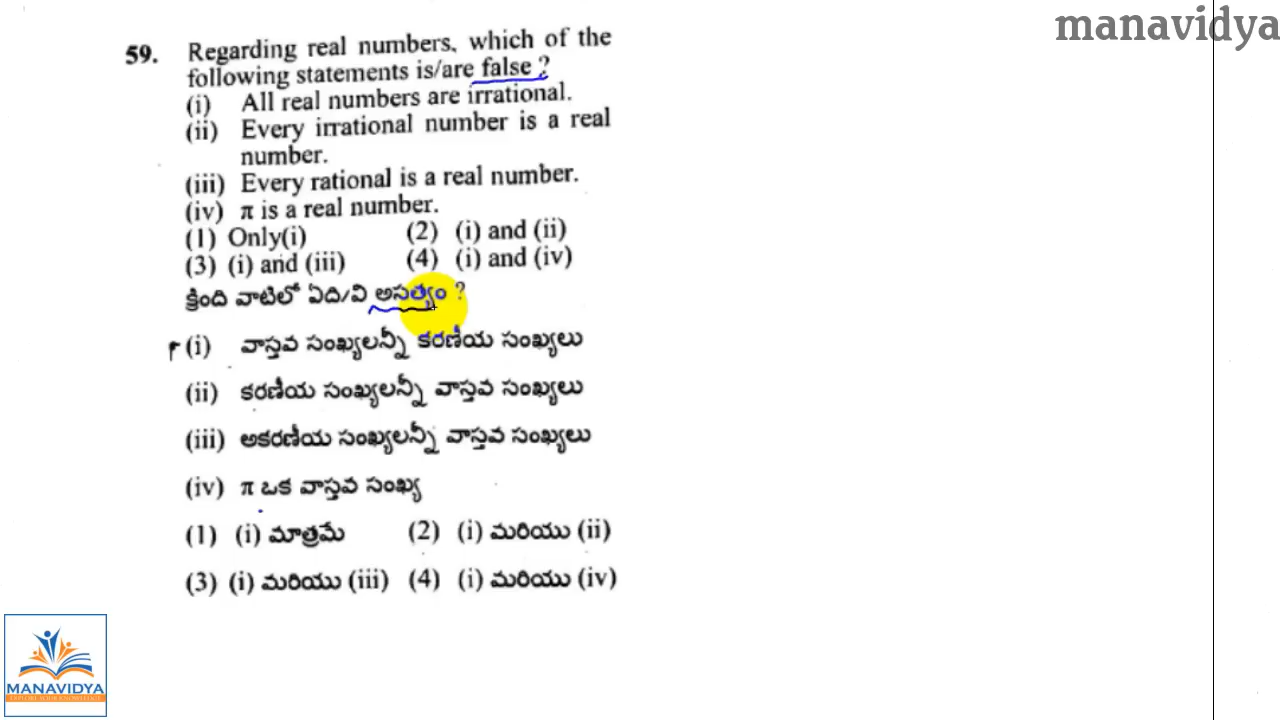 manavidya
59. Regarding real numbers, which of the
following statements is/are false ?
(i) All real numbers are irrational.
(ii) Every irrational number is a real
number.
(iii) Every rational is a real number.
(iv) π is a real number.
(1) Only(i) (2) (i) and (ii)
(3) (i) and (iii) (4) (i) and (iv)
క్రింది వాటిలో ఏది/వి అసత్యం ?
(i) వాస్తవ సంఖ్యలన్నీ కరణీయ సంఖ్యలు
(ii) కరణీయ సంఖ్యలన్నీ వాస్తవ సంఖ్యలు
(iii) అకరణీయ సంఖ్యలన్నీ వాస్తవ సంఖ్యలు
(iv) π ఒక వాస్తవ సంఖ్య
(1) (i) మాత్రమే (2) (i) మరియు (ii)
(3) (i) మరియు (iii) (4) (i) మరియు (iv)
MANAVIDYA